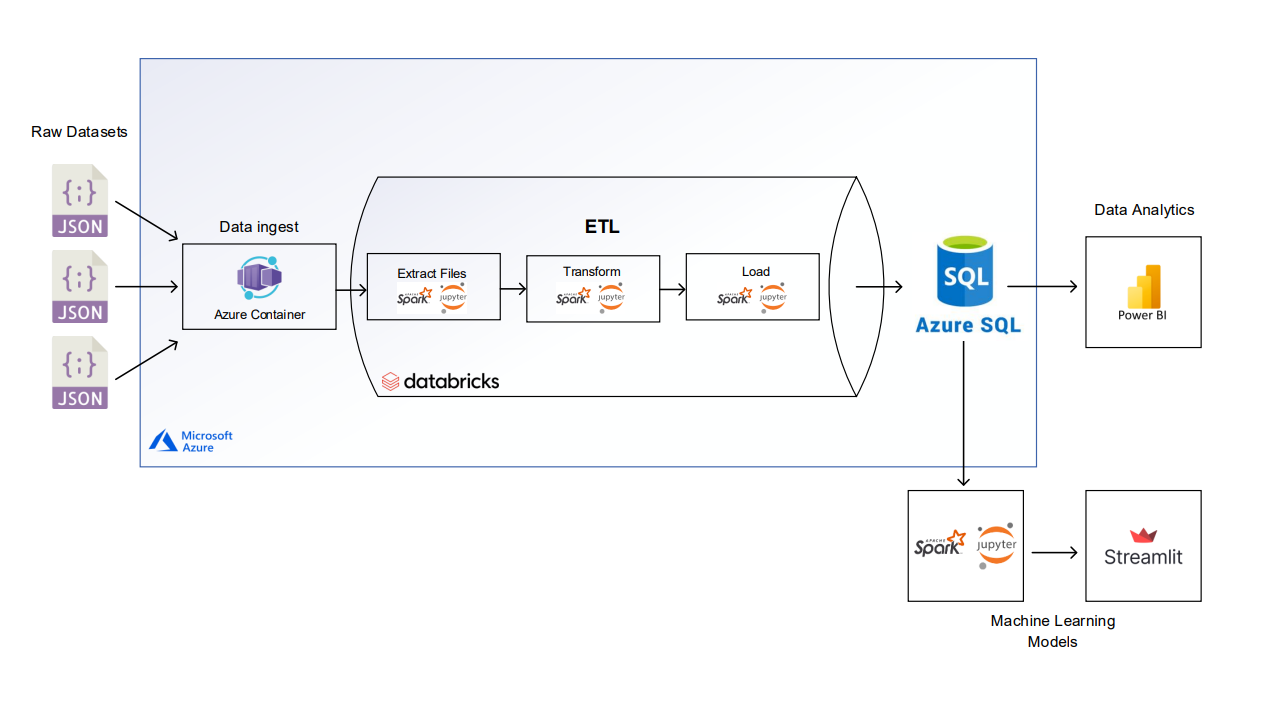 Raw Datasets
{;}
JSON
{;}
JSON
{;}
JSON
Data ingest
Azure Container
ETL
Extract Files
APACHE
Spark
jupyter
Transform
APACHE
Spark
jupyter
Load
APACHE
Spark
jupyter
databricks
Microsoft
Azure
SQL
Azure SQL
Data Analytics
Power BI
APACHE
Spark
jupyter
Streamlit
Machine Learning
Models